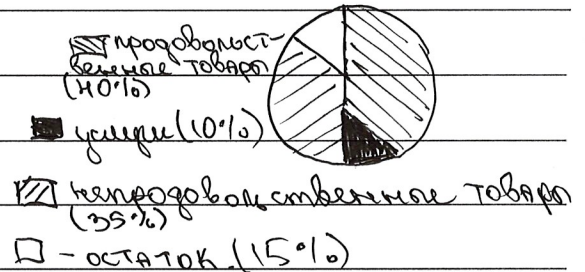 продовольст-
венные товары
(40%)
услуги (10%)
непродовольственные товары
(35%)
- остаток. (15%)